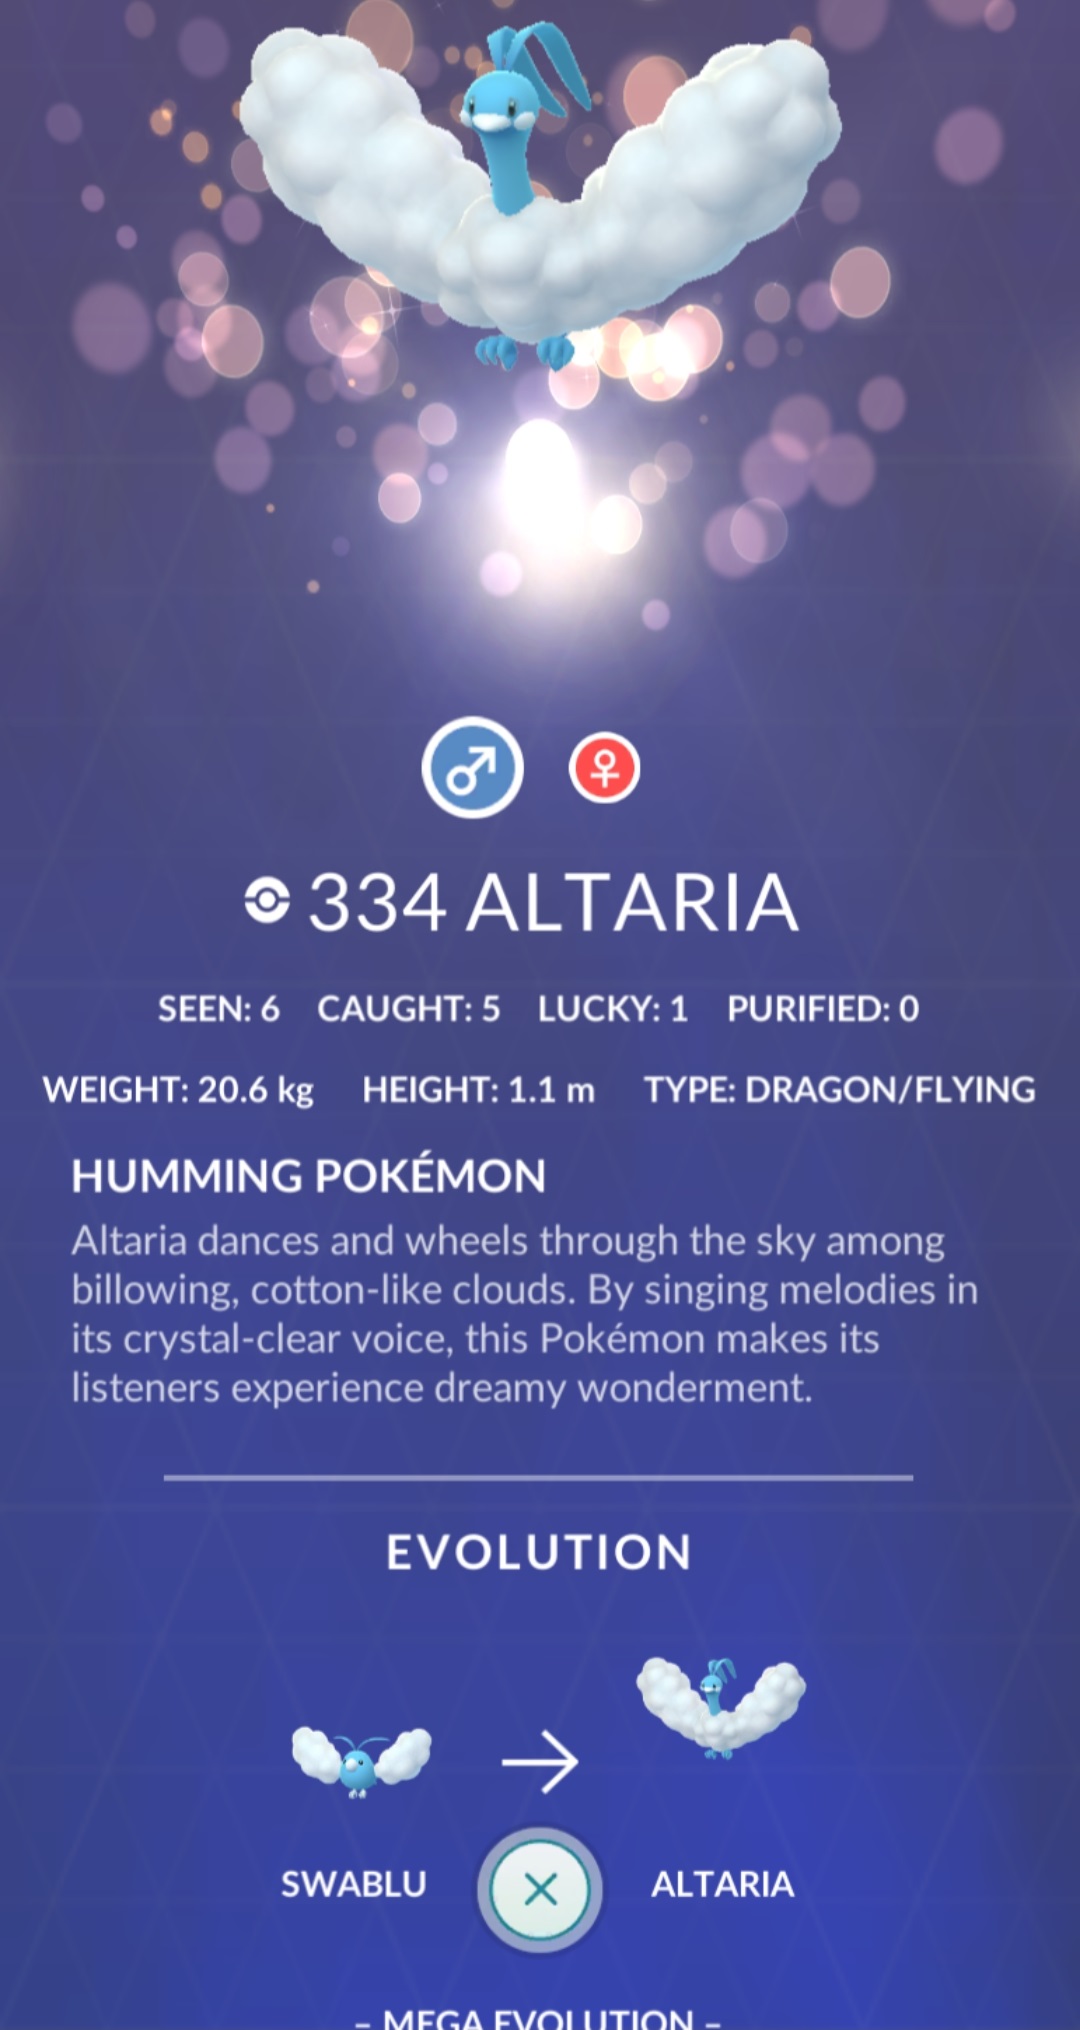 334 ALTARIA
SEEN: 6 CAUGHT: 5 LUCKY: 1 PURIFIED: 0
WEIGHT: 20.6 kg HEIGHT: 1.1 m TYPE: DRAGON/FLYING
HUMMING POKÉMON
Altaria dances and wheels through the sky among
billowing, cotton-like clouds. By singing melodies in
its crystal-clear voice, this Pokémon makes its
listeners experience dreamy wonderment.
EVOLUTION
SWABLU ALTARIA
– MEGA EVOLUTION –